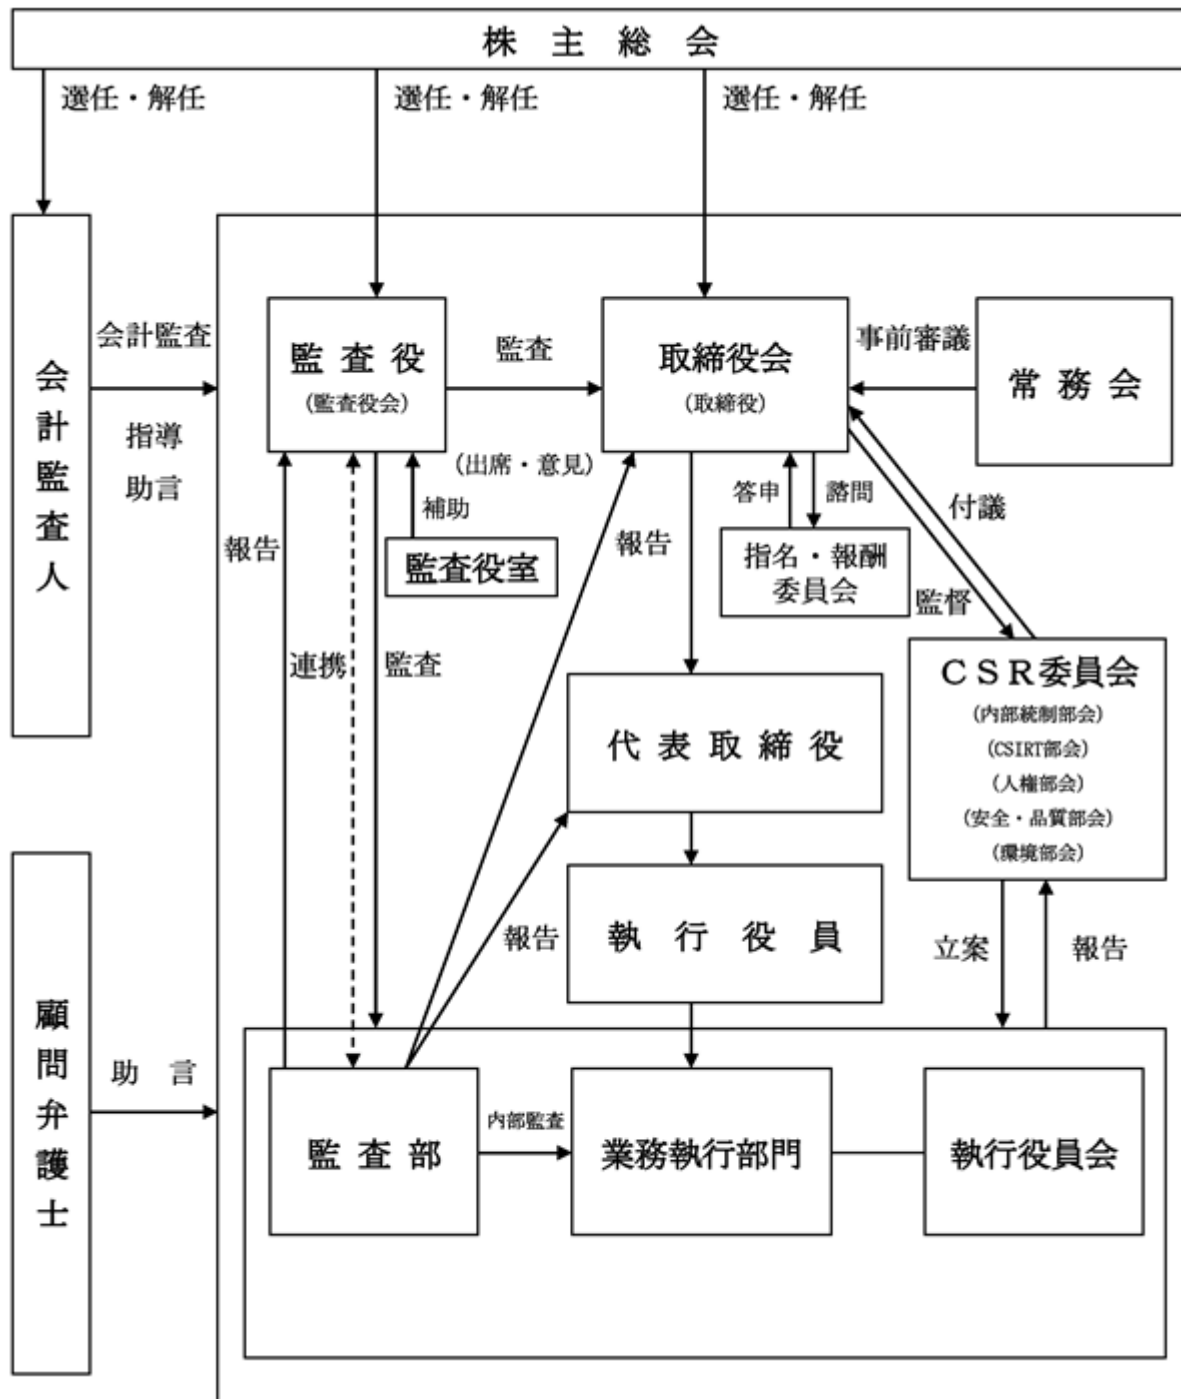 株主総会
選任・解任
選任・解任
選任・解任
会計監査人
会計監査
指導
助言
監査役
(監査役会)
監査
(出席・意見)
取締役会
(取締役)
事前審議
常務会
報告
補助
監査役室
報告
答申
諮問
指名・報酬
委員会
付議
監督
連携
監査
代表取締役
CSR委員会
(内部統制部会)
(CSIRT部会)
(人権部会)
(安全・品質部会)
(環境部会)
報告
執行役員
立案
報告
顧問弁護士
助言
監査部
内部監査
業務執行部門
執行役員会